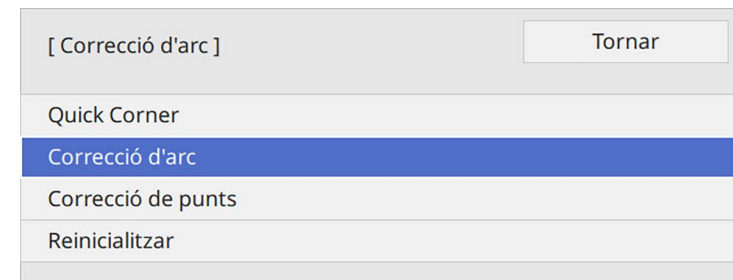 [ Correcció d'arc ]
Tornar
Quick Corner
Correcció d'arc
Correcció de punts
Reinicialitzar